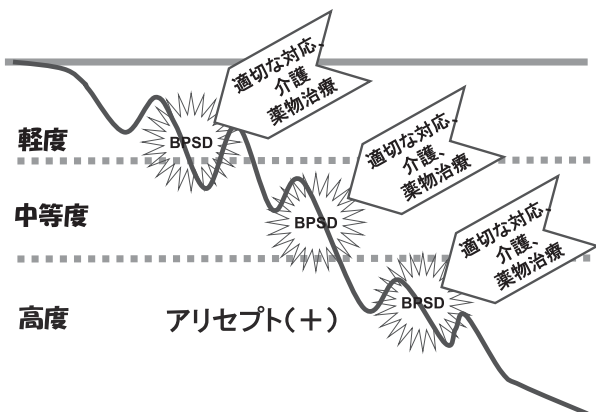 適切な対応、
介護
薬物治療
軽度
BPSD
適切な対応、
介護、
薬物治療
中等度
BPSD
適切な対応、
介護、
薬物治療
高度
アリセプト(＋)
BPSD